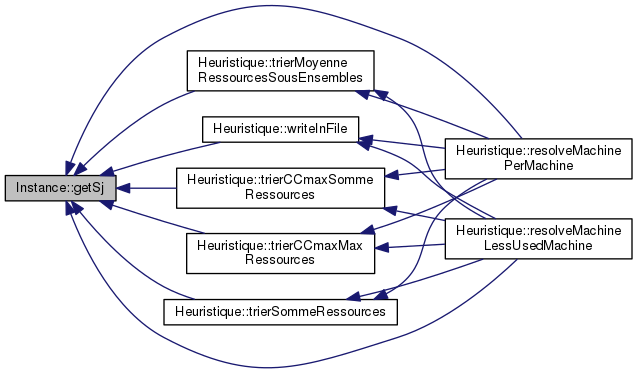 Heuristique::trierMoyenne
RessourcesSousEnsembles
Heuristique::writeInFile
Heuristique::resolveMachine
PerMachine
Instance::getSj
Heuristique::trierCCmaxSomme
Ressources
Heuristique::trierCCmaxMax
Ressources
Heuristique::resolveMachine
LessUsedMachine
Heuristique::trierSommeRessources